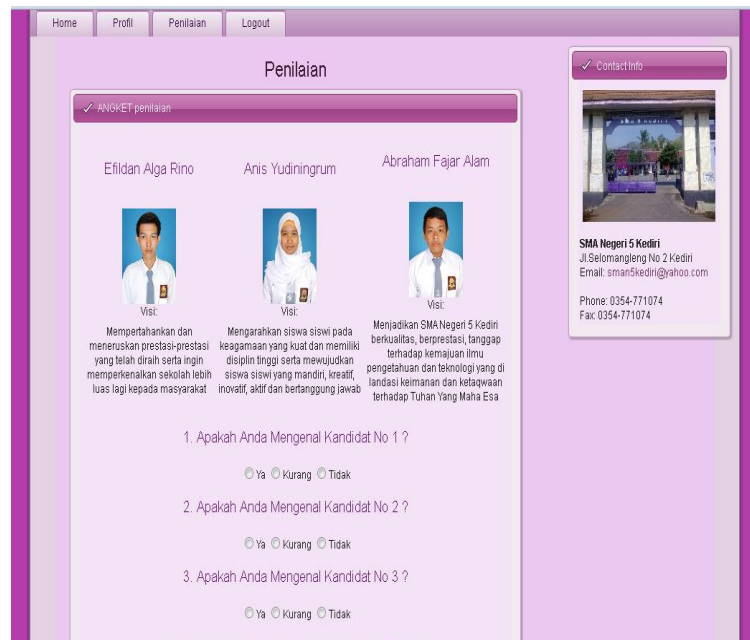 Home
Profil
Penilaian
Logout
Penilaian
ANGKET penilaian
Efildan Alga Rino
Visi:
Mempertahankan dan
meneruskan prestasi-prestasi
yang telah diraih serta ingin
memperkenalkan sekolah lebih
luas lagi kepada masyarakat
Anis Yudiningrum
Visi:
Mengarahkan siswa siswi pada
keagamaan yang kuat dan memiliki
disiplin tinggi serta mewujudkan
siswa siswi yang mandiri, kreatif,
inovatif, aktif dan bertanggung jawab
Abraham Fajar Alam
Visi:
Menjadikan SMA Negeri 5 Kediri
berkualitas, berprestasi, tanggap
terhadap kemajuan ilmu
pengetahuan dan teknologi yang di
landasi keimanan dan ketaqwaan
terhadap Tuhan Yang Maha Esa
1. Apakah Anda Mengenal Kandidat No 1 ?
Ya Kurang Tidak
2. Apakah Anda Mengenal Kandidat No 2 ?
Ya Kurang Tidak
3. Apakah Anda Mengenal Kandidat No 3 ?
Ya Kurang Tidak
Contact Info
SMA Negeri 5 Kediri
Jl.Selomangleng No 2 Kediri
Email: sman5kediri@yahoo.com
Phone: 0354-771074
Fax: 0354-771074